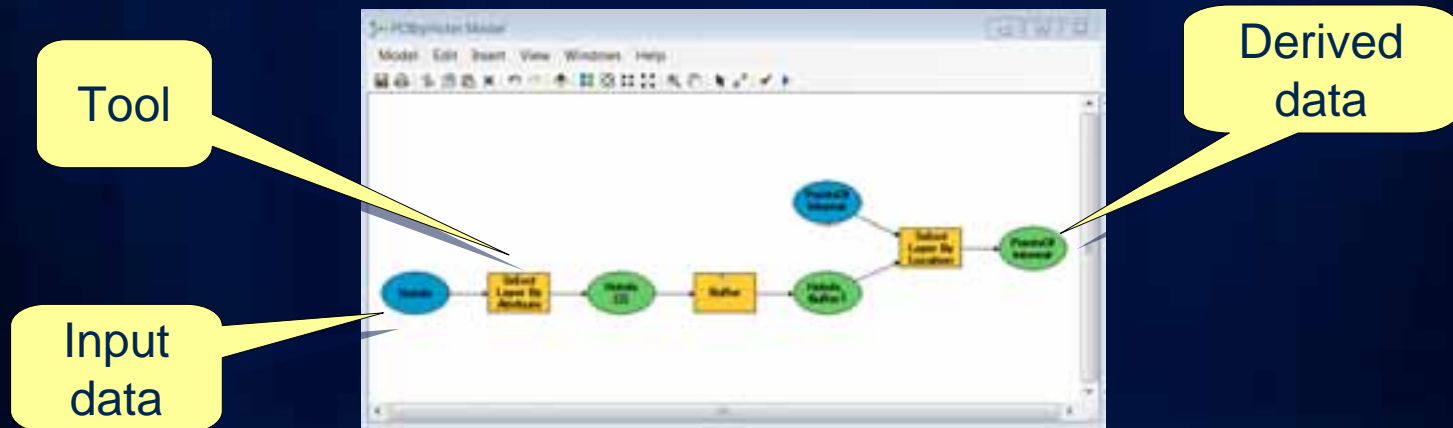 Model Edit Insert View Windows Help
Tool
Derived
data
Input
data
Hotels
Select
Layer By
Attribute
Hotels
(2)
Buffer
Hotels_
Buffer1
PointsOf
Interest
Select
Layer By
Location
PointsOf
Interest